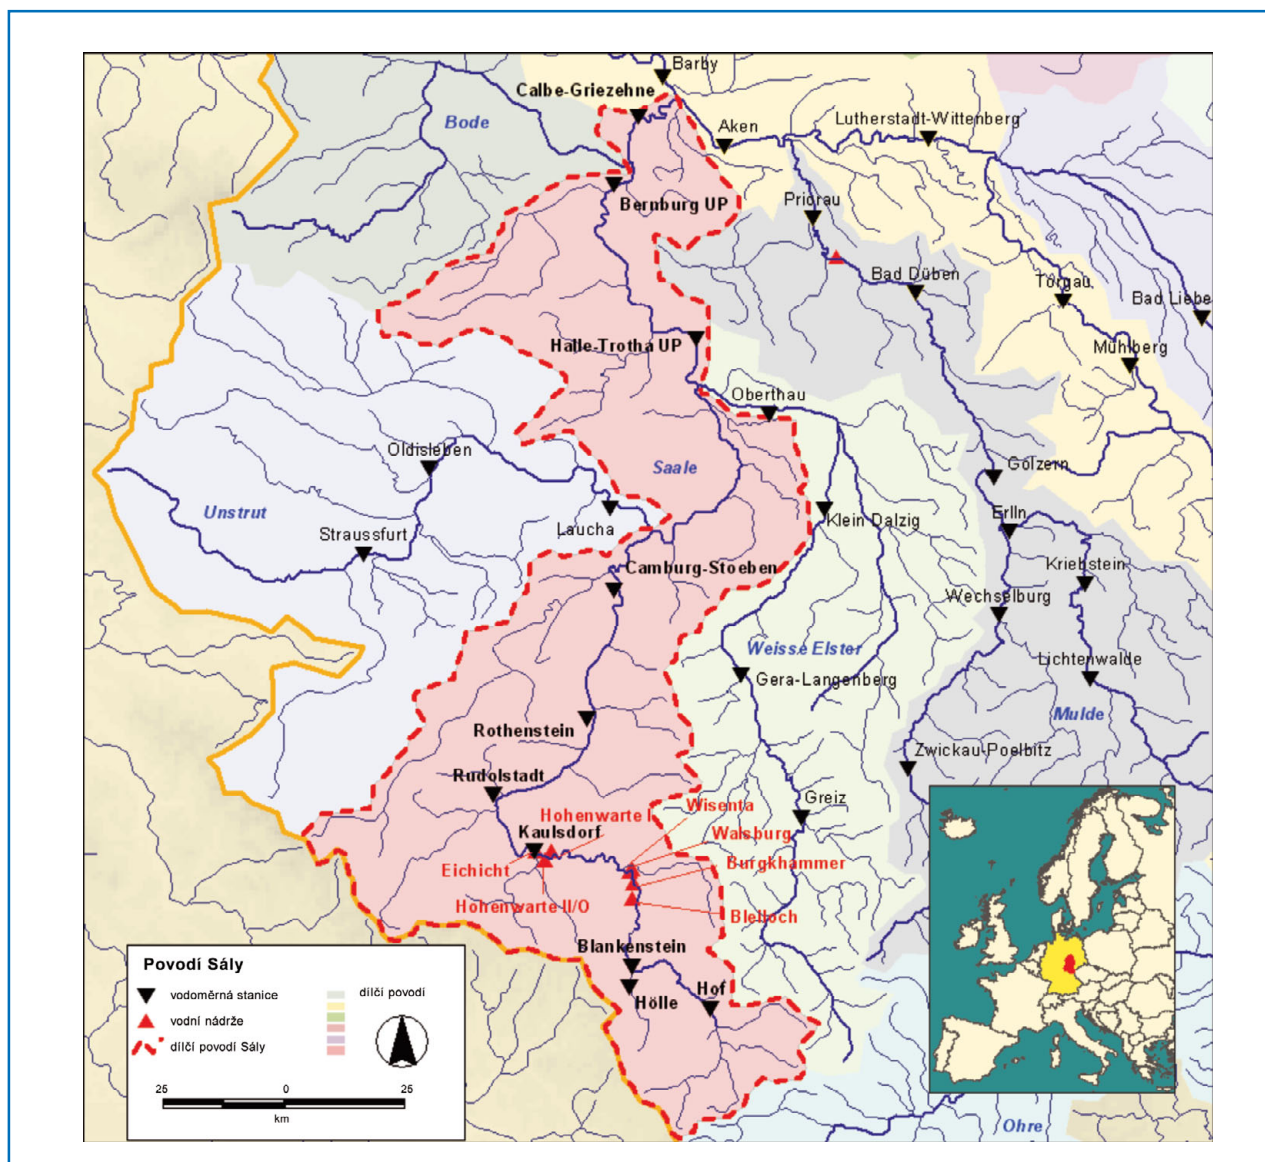 Barby
Calbe-Griezehne
Bode
Aken
Lutherstadt-Wittenberg
Bernburg UP
Priorau
Bad Düben
Torgau
Bad Liebe
Halle-Trotha UP
Mühlberg
Oberthau
Oldisleben
Saale
Golzern
Unstrut
Laucha
Klein Dalzig
Erlln
Straussfurt
Camburg-Stoeben
Kriebstein
Wechselburg
Weisse Elster
Lichtenwalde
Gera-Langenberg
Mulde
Rothenstein
Zwickau-Poelbitz
Rudolstadt
Hohenwarte I
Wisenta
Greiz
Kaulsdorf
Walsburg
Eichicht
Burgkhammer
Hohenwarte II/O
Bleiloch
Blankenstein
Hof
Hölle
Povodí Sály
vodoměrná stanice
dílčí povodí
vodní nádrže
dílčí povodí Sály
25 0 25
km
Ohre